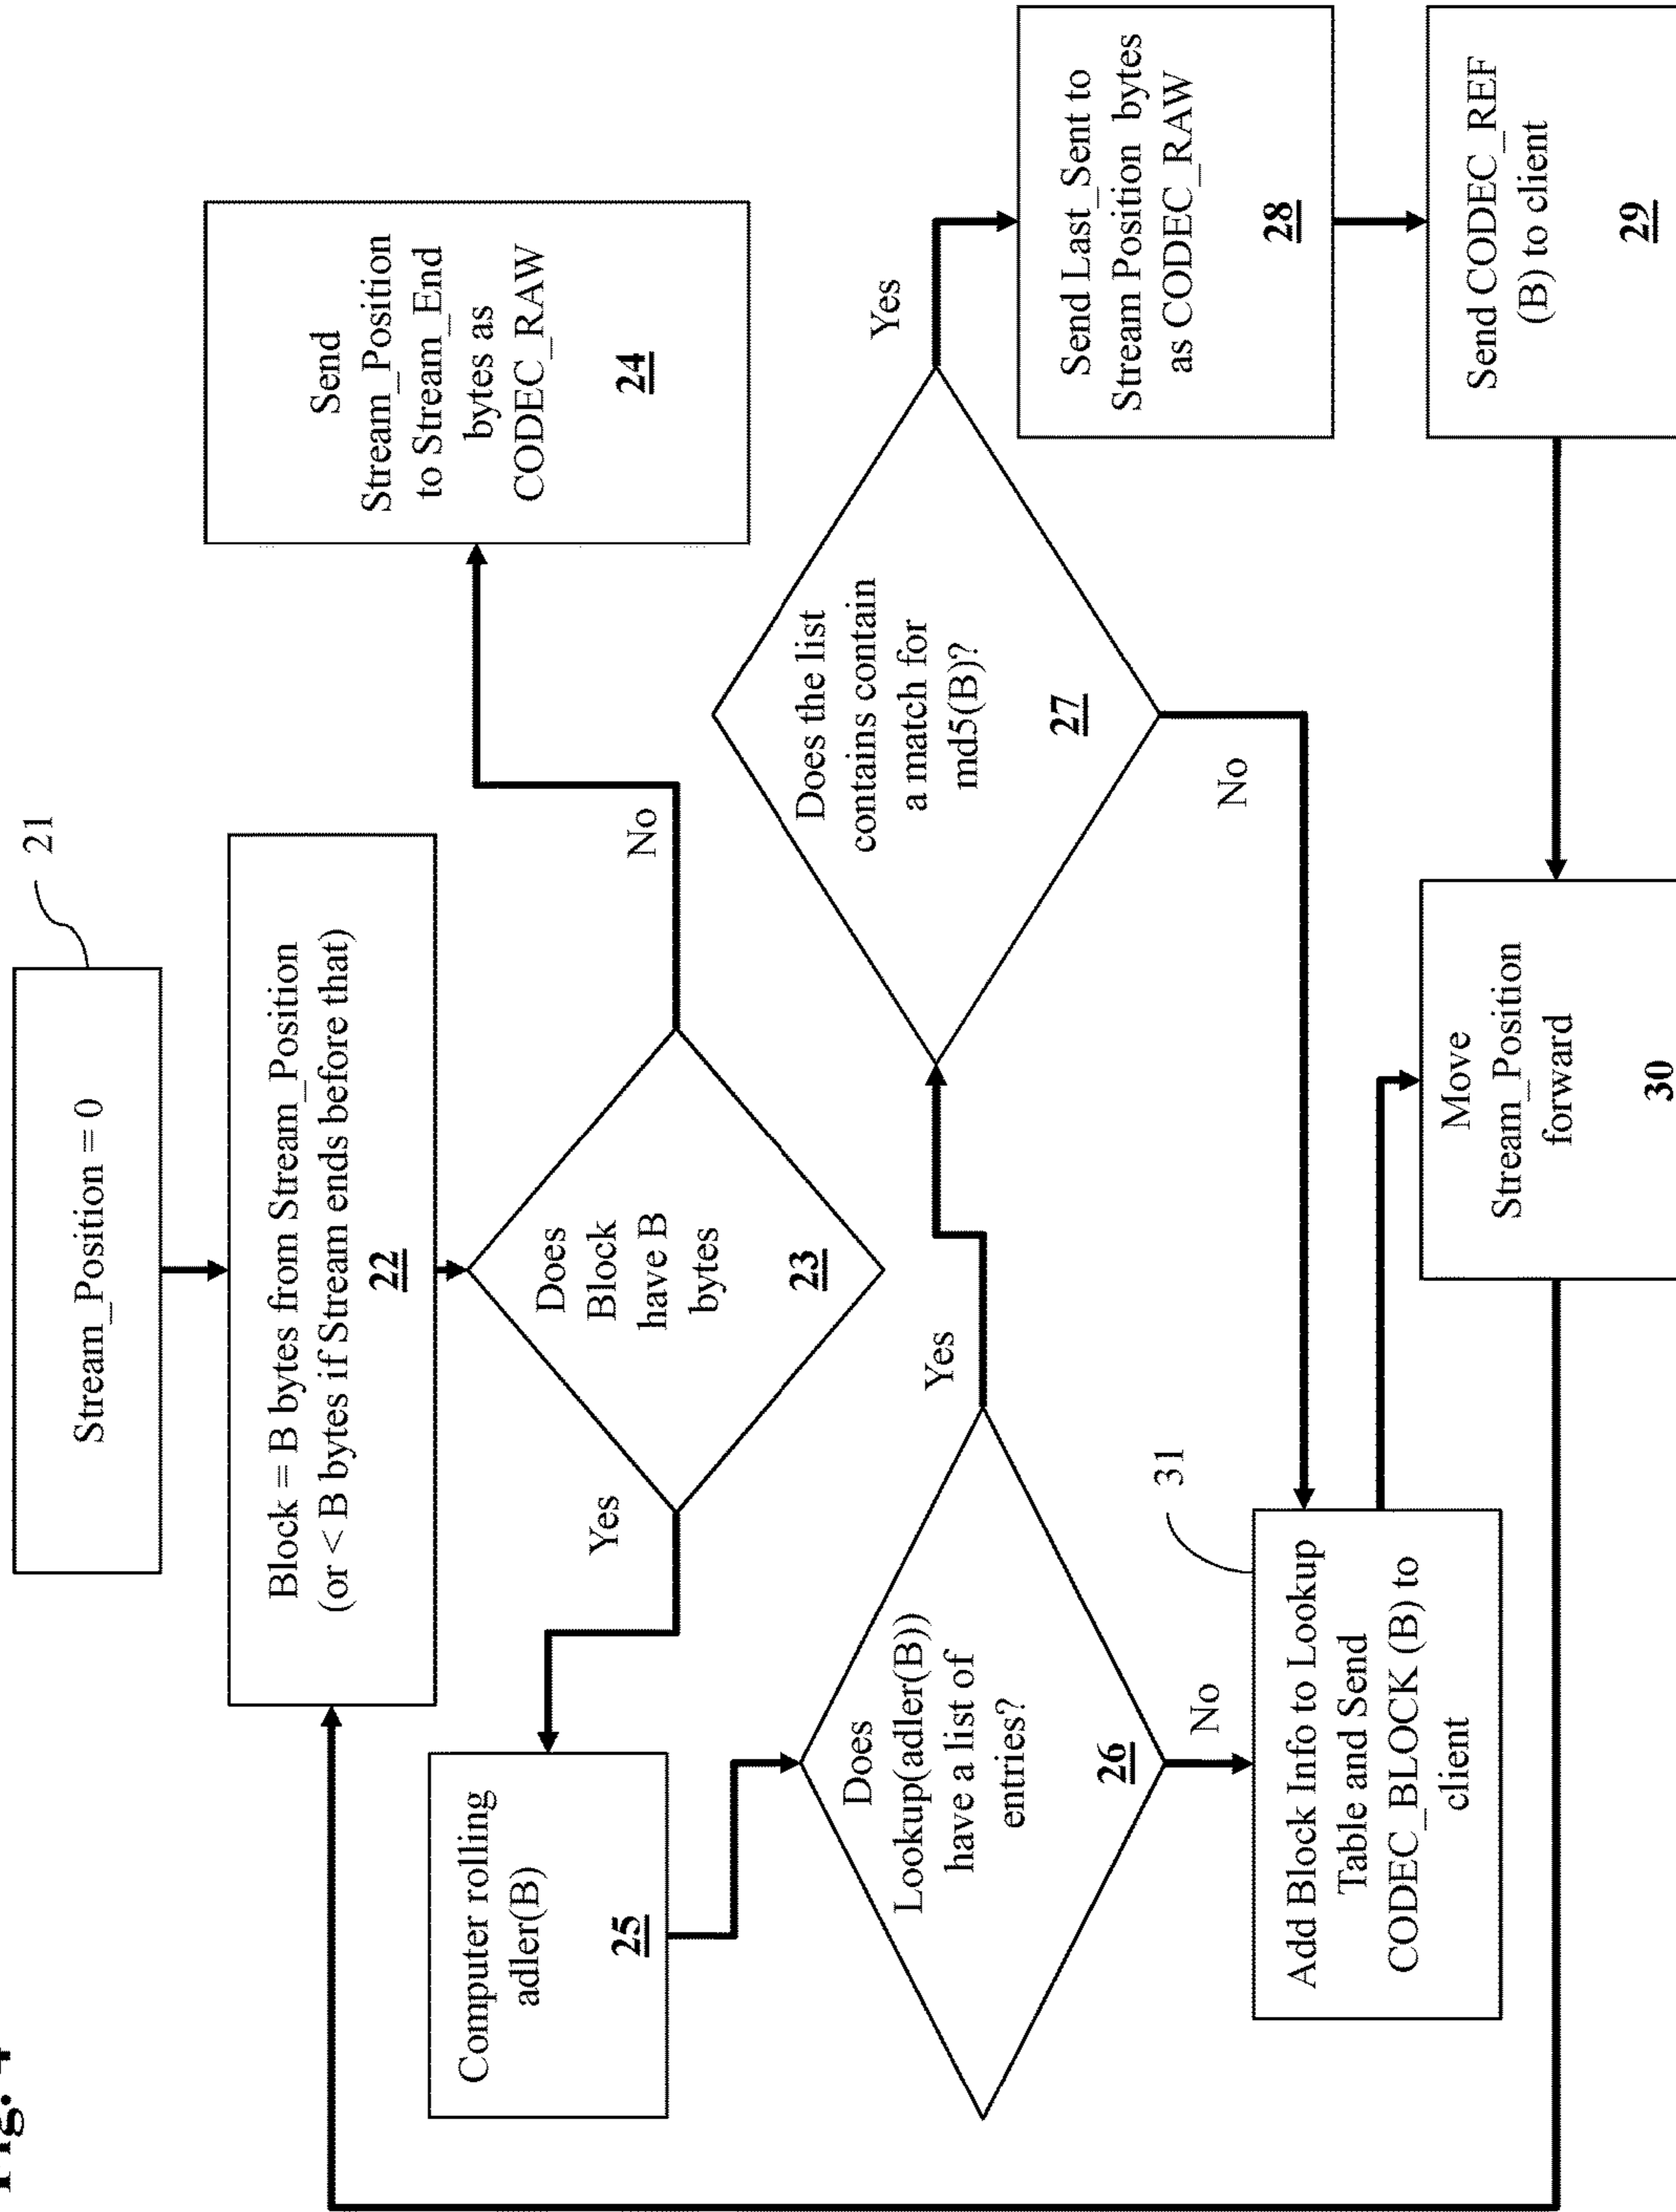 Fig. 4
Stream_Position = 0
21
Block = B bytes from Stream_Position
(or < B bytes if Stream ends before that)
22
Does
Block
have B
bytes
23
No
Send
Stream_Position
to Stream_End
bytes as
CODEC_RAW
24
Yes
Computer rolling
adler(B)
25
Does
Lookup(adler(B))
have a list of
entries?
26
Yes
Does the list
contains contain
a match for
md5(B)?
27
Yes
Send Last_Sent to
Stream Position bytes
as CODEC_RAW
28
Send CODEC_REF
(B) to client
29
No
No
31
Add Block Info to Lookup
Table and Send
CODEC_BLOCK (B) to
client
Move
Stream_Position
forward
30